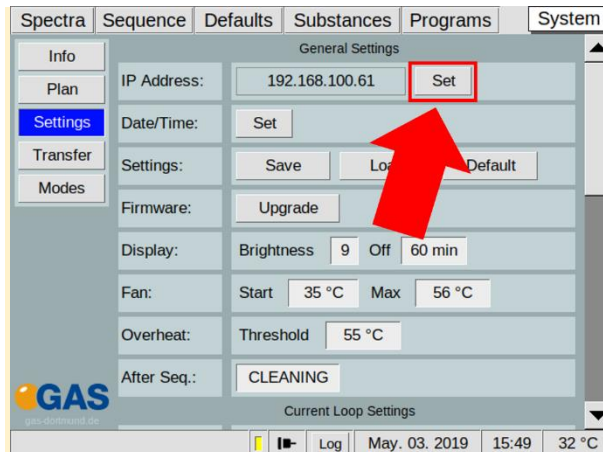 Spectra Sequence Defaults Substances Programs System
Info
Plan
Settings
Transfer
Modes
General Settings
IP Address: 192.168.100.61 Set
Date/Time: Set
Settings: Save Default
Firmware: Upgrade
Display: Brightness 9 Off 60 min
Fan: Start 35 °C Max 56 °C
Overheat: Threshold 55 °C
After Seq.: CLEANING
Current Loop Settings
GAS
gas-dortmund.de
Log May. 03. 2019 15:49 32 °C